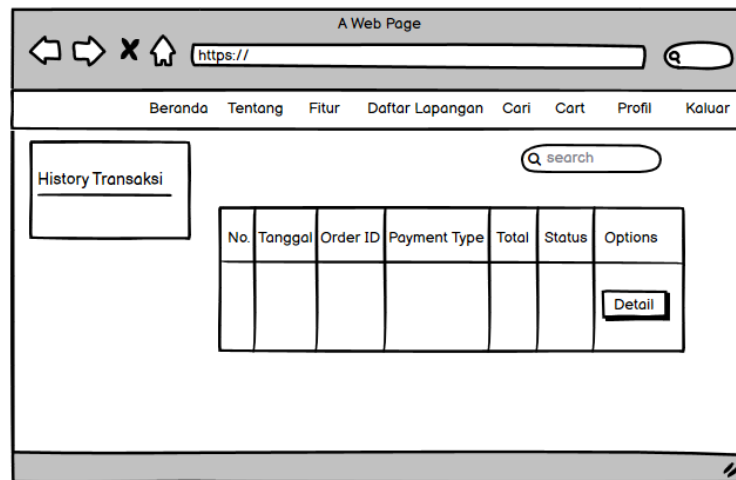 A Web Page
https://
Beranda Tentang Fitur Daftar Lapangan Cari Cart Profil Kaluar
search
History Transaksi
No. Tanggal Order ID Payment Type Total Status Options
Detail